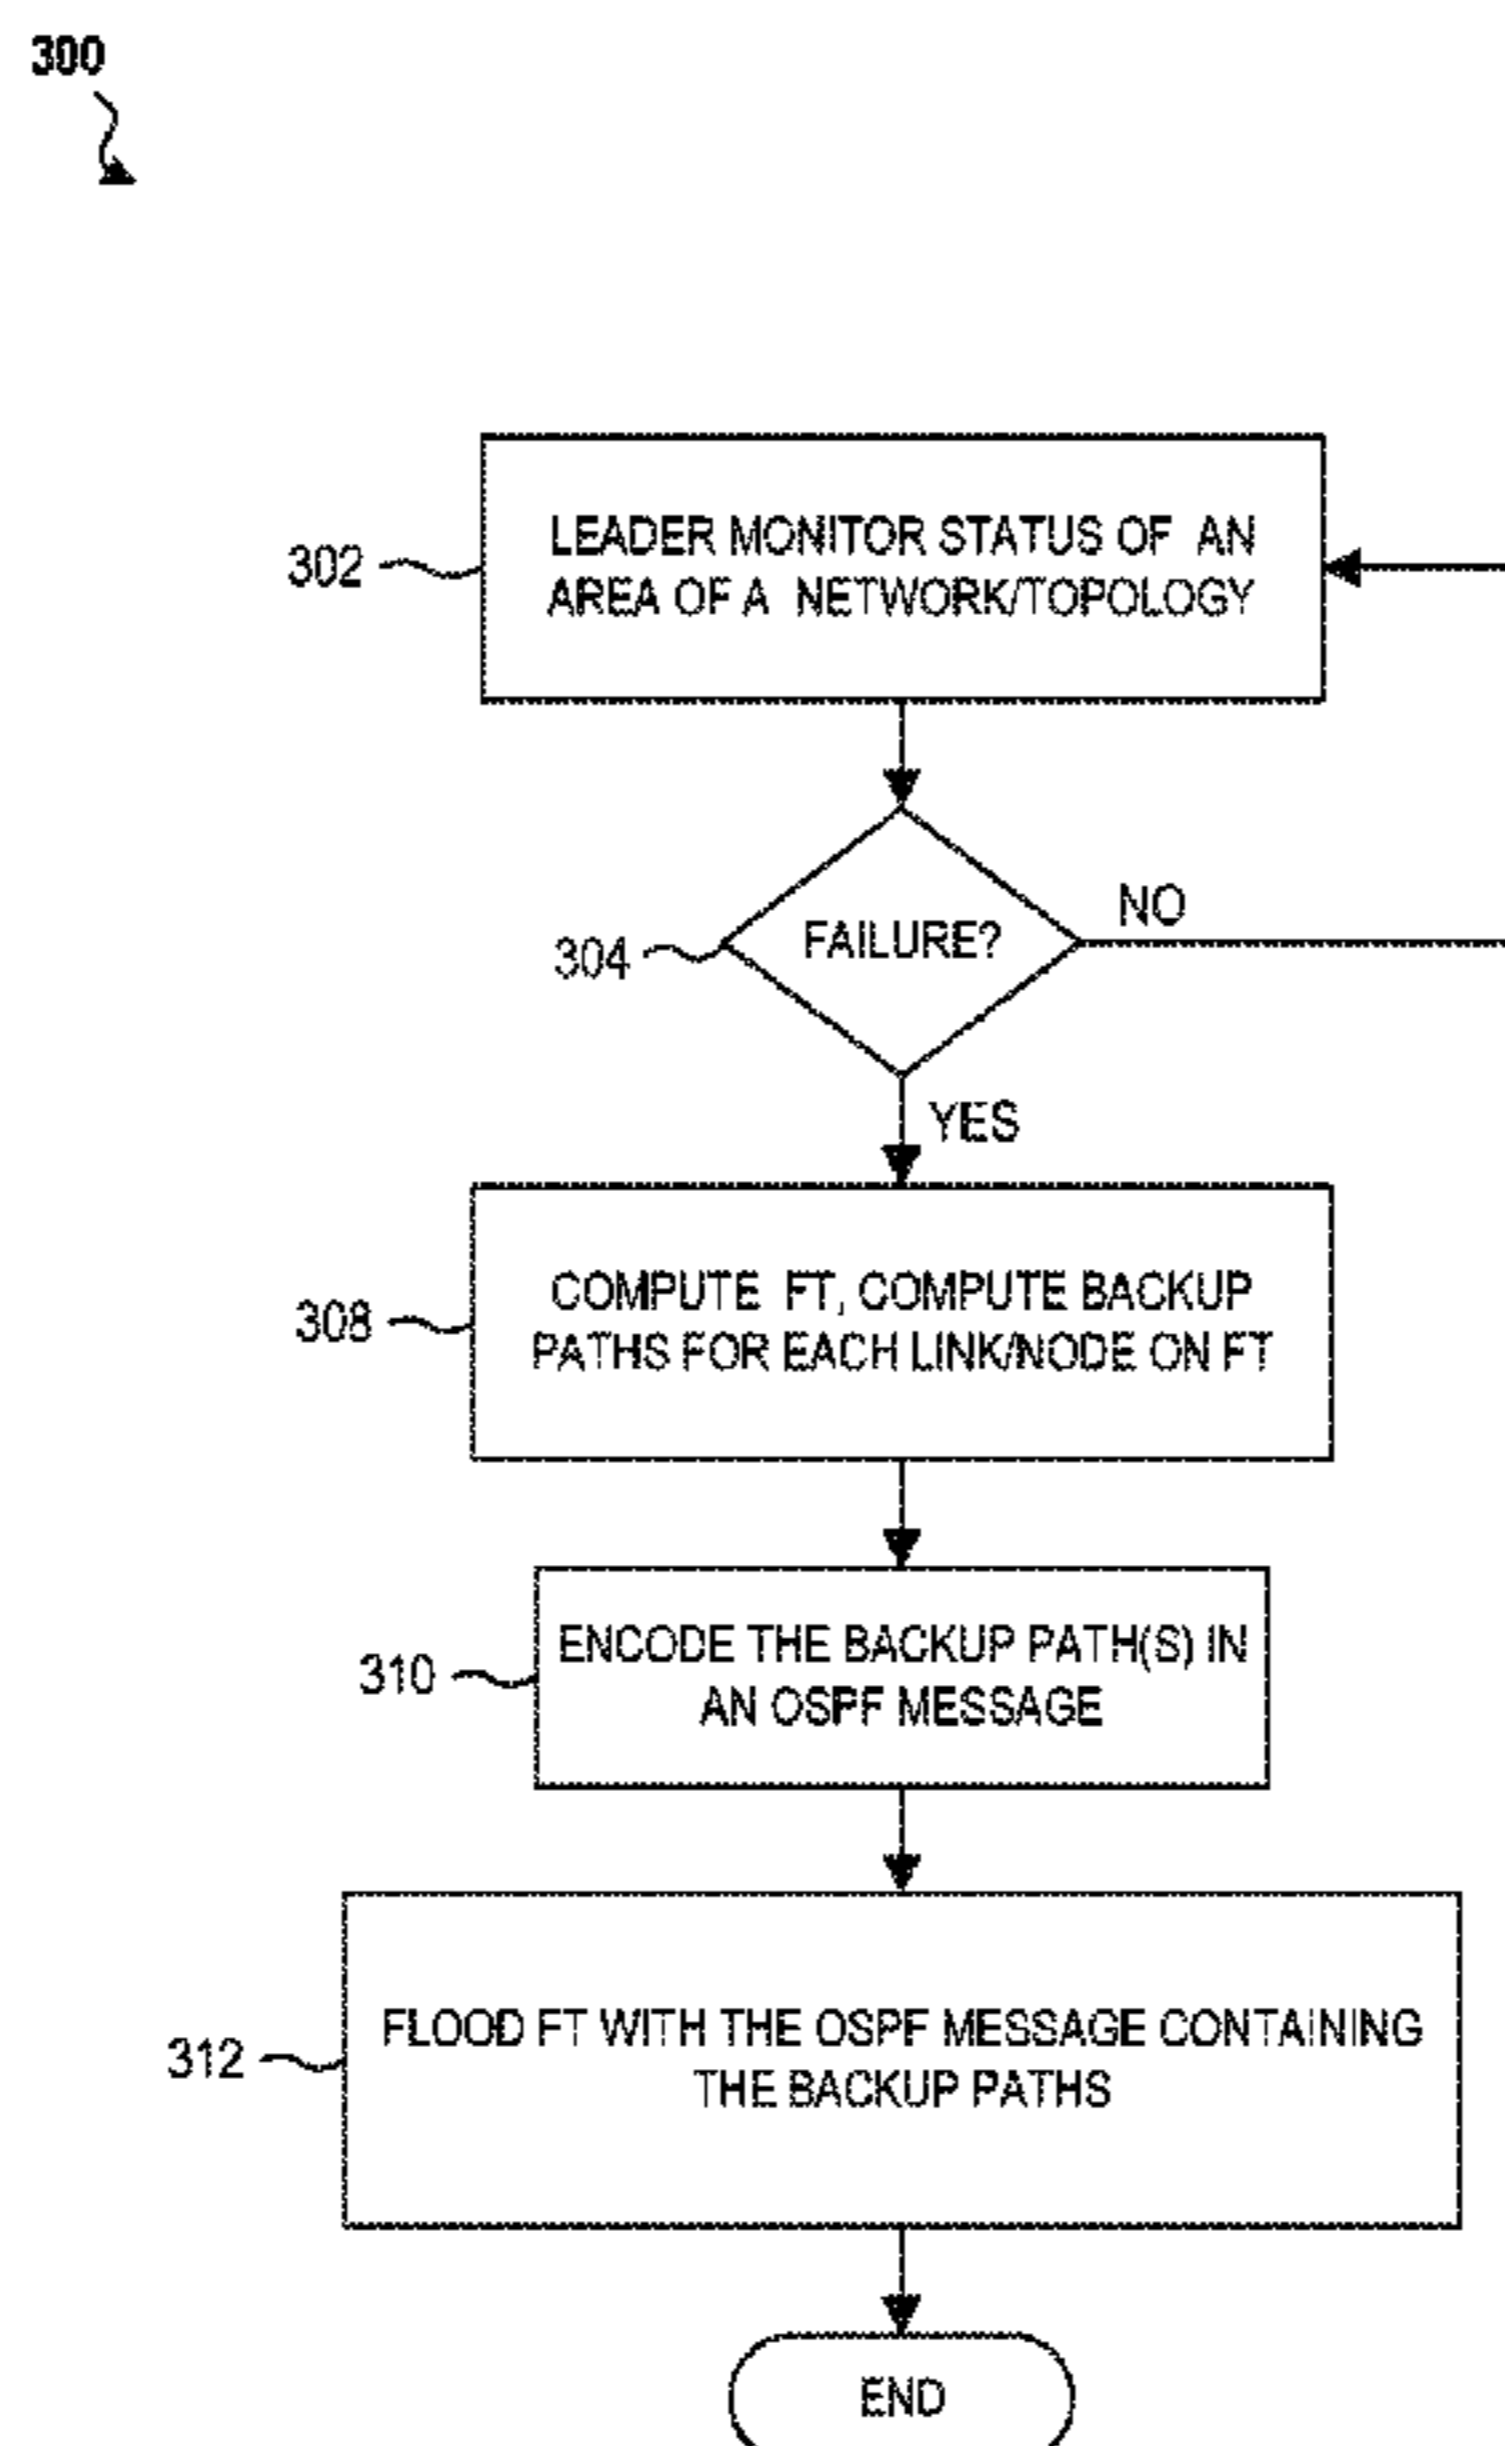 300
302
LEADER MONITOR STATUS OF AN
AREA OF A NETWORK/TOPOLOGY
304
FAILURE?
NO
YES
308
COMPUTE FT, COMPUTE BACKUP
PATHS FOR EACH LINK/NODE ON FT
310
ENCODE THE BACKUP PATH(S) IN
AN OSPF MESSAGE
312
FLOOD FT WITH THE OSPF MESSAGE CONTAINING
THE BACKUP PATHS
END